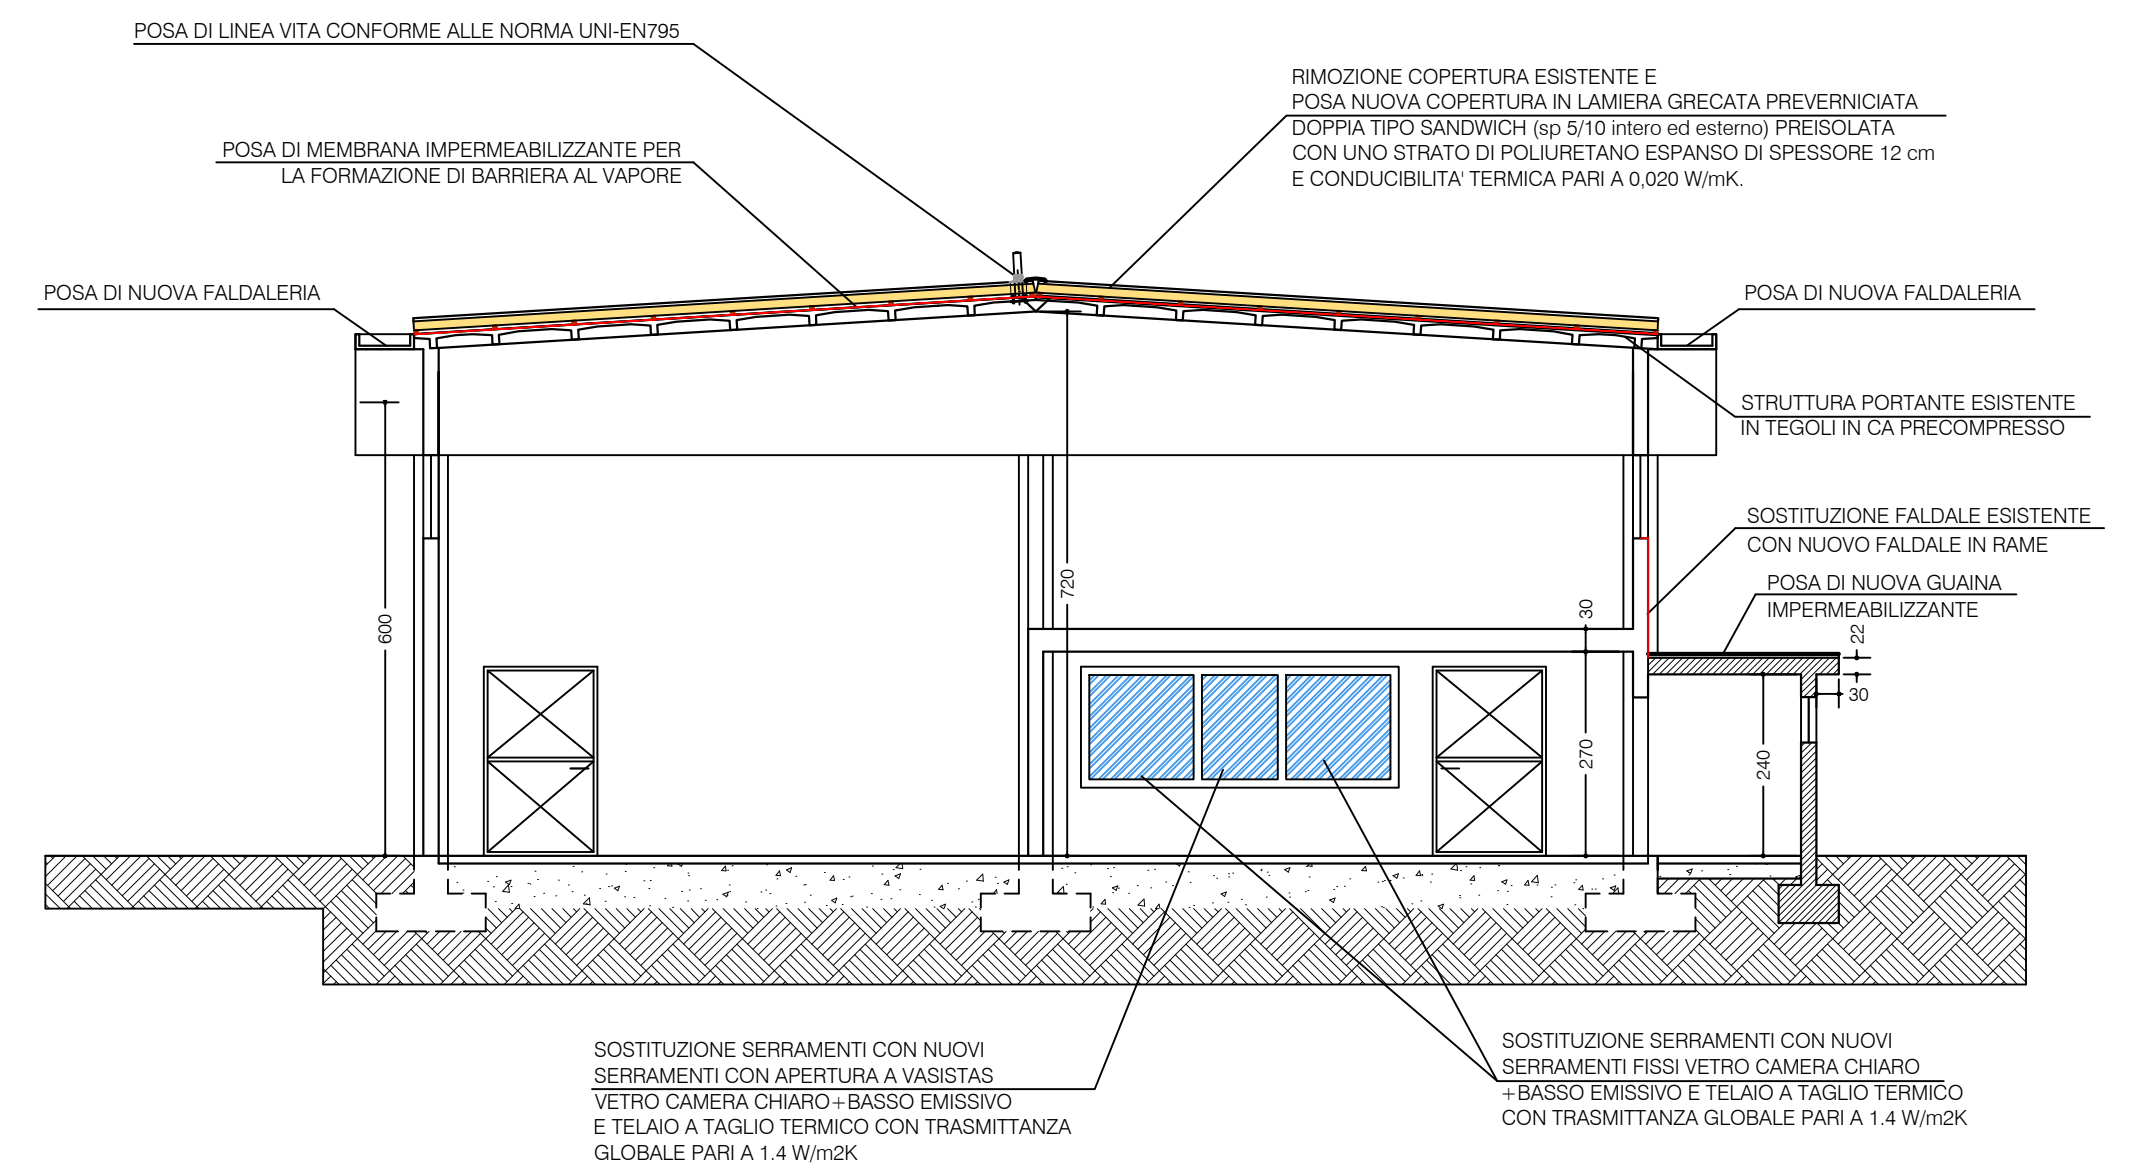 POSA DI LINEA VITA CONFORME ALLE NORMA UNI-EN795
RIMOZIONE COPERTURA ESISTENTE E
POSA NUOVA COPERTURA IN LAMIERA GRECATA PREVERNICIATA
DOPPIA TIPO SANDWICH (sp 5/10 intero ed esterno) PREISOLATA
CON UNO STRATO DI POLIURETANO ESPANSO DI SPESSORE 12 cm
E CONDUCIBILITA' TERMICA PARI A 0,020 W/mK.
POSA DI MEMBRANA IMPERMEABILIZZANTE PER
LA FORMAZIONE DI BARRIERA AL VAPORE
POSA DI NUOVA FALDALERIA
POSA DI NUOVA FALDALERIA
STRUTTURA PORTANTE ESISTENTE
IN TEGOLI IN CA PRECOMPRESSO
SOSTITUZIONE FALDALE ESISTENTE
CON NUOVO FALDALE IN RAME
POSA DI NUOVA GUAINA
IMPERMEABILIZZANTE
600
720
30
22
30
270
240
SOSTITUZIONE SERRAMENTI CON NUOVI
SERRAMENTI CON APERTURA A VASISTAS
VETRO CAMERA CHIARO+BASSO EMISSIVO
E TELAIO A TAGLIO TERMICO CON TRASMITTANZA
GLOBALE PARI A 1.4 W/m2K
SOSTITUZIONE SERRAMENTI CON NUOVI
SERRAMENTI FISSI VETRO CAMERA CHIARO
+BASSO EMISSIVO E TELAIO A TAGLIO TERMICO
CON TRASMITTANZA GLOBALE PARI A 1.4 W/m2K